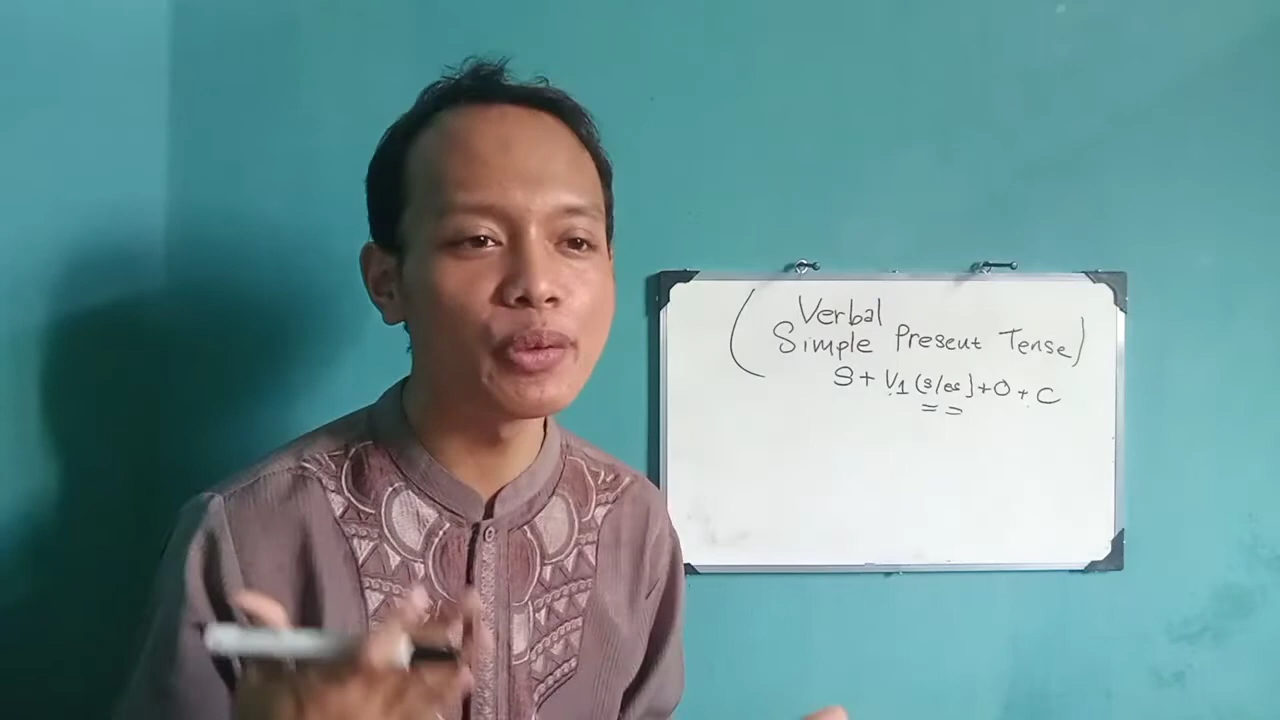 (Verbal
Simple Present Tense)
S + V1 (s/es) + O + C